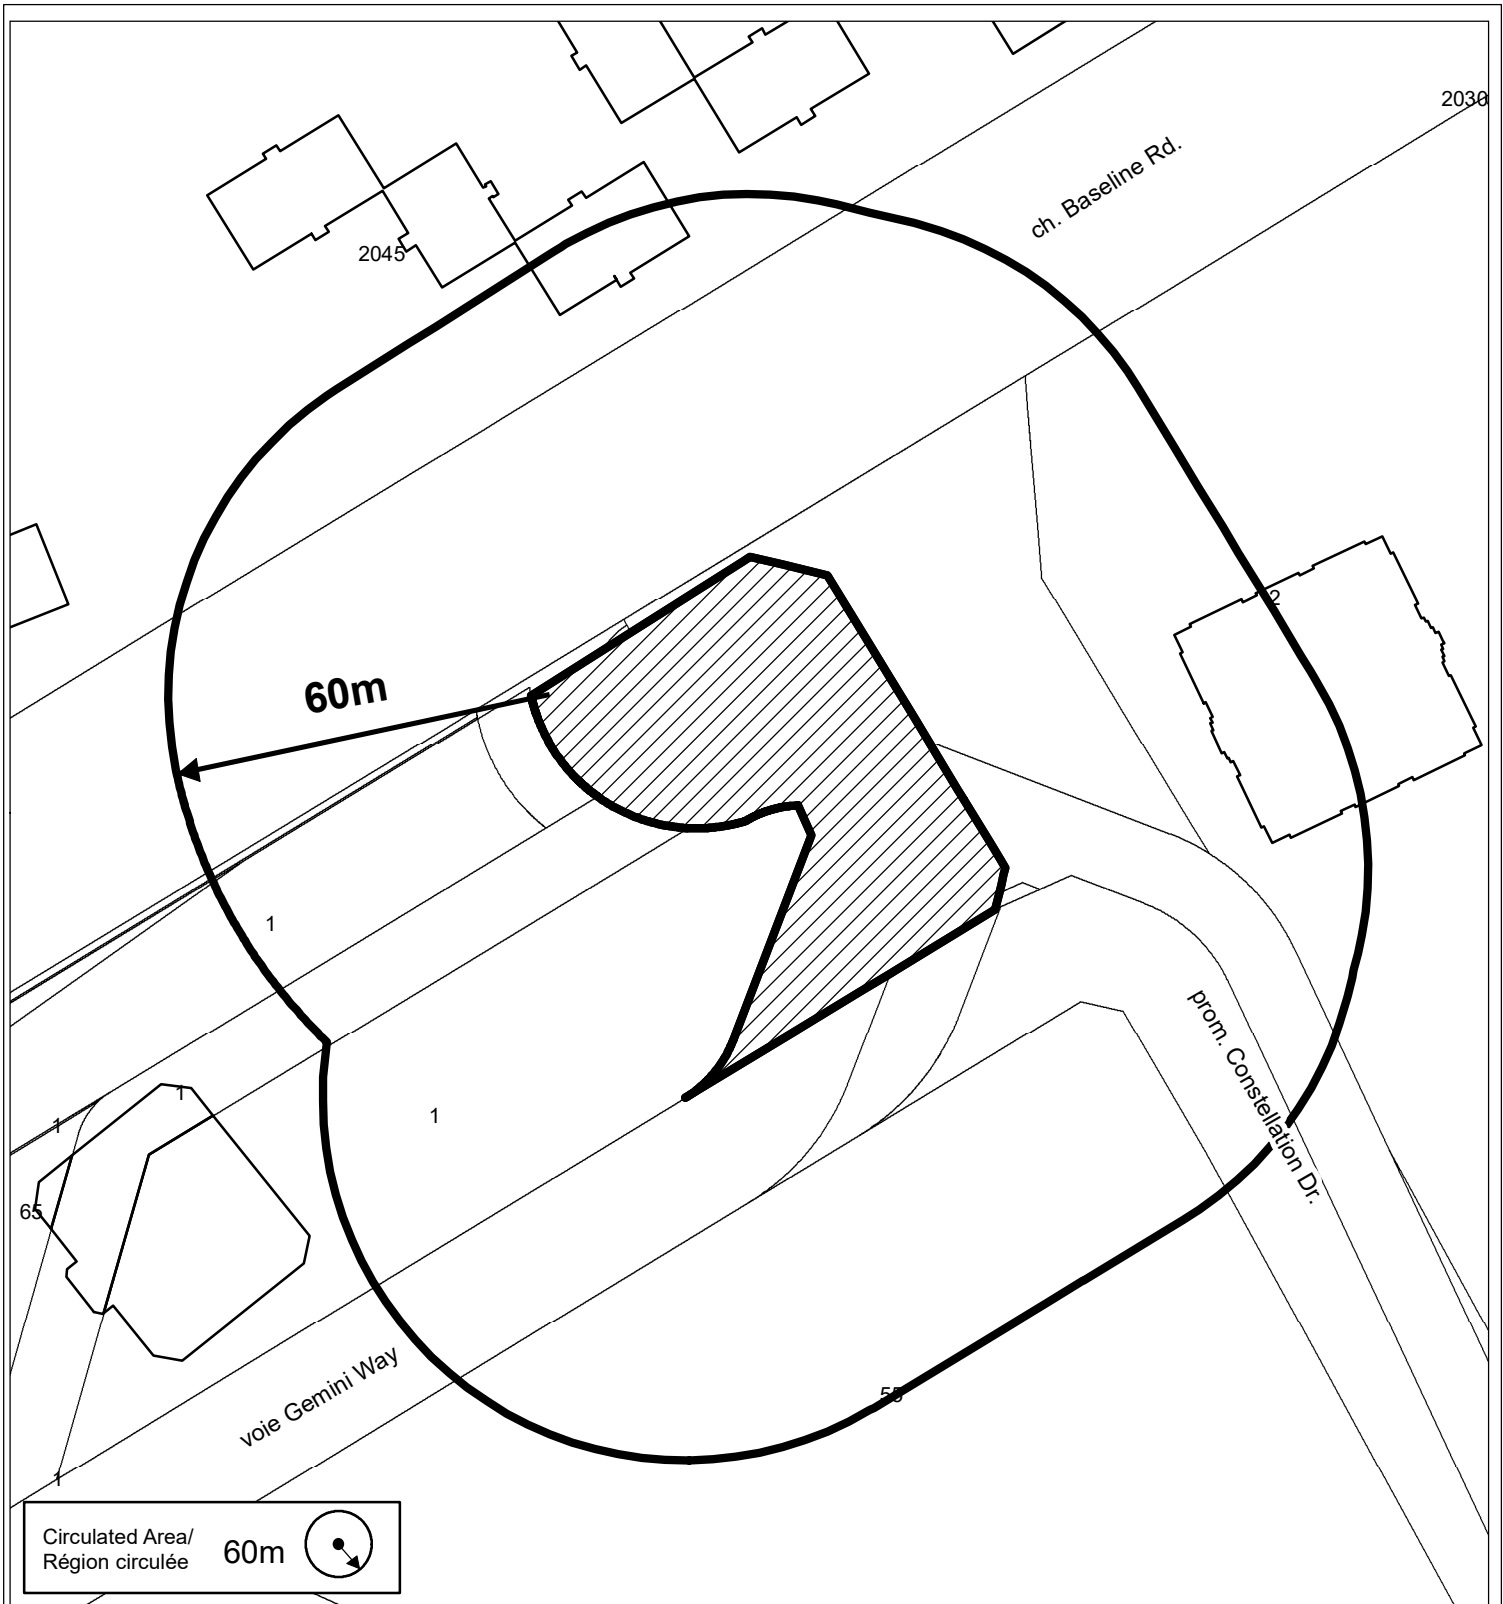 2030
ch. Baseline Rd.
2045
2
60m
1
1
1
1
65
prom. Constellation Dr.
voie Gemini Way
55
1
Circulated Area/
Région circulée
60m